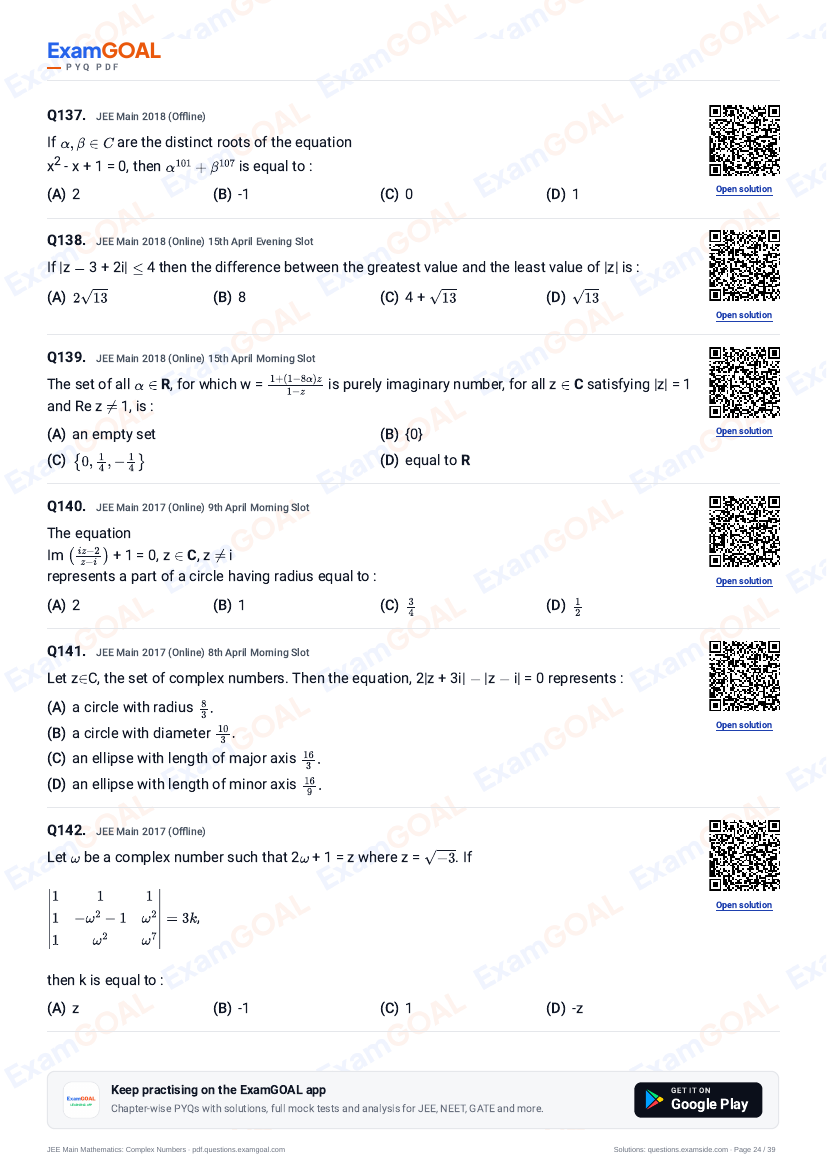 ExamGOAL
PYQ PDF
Q137. JEE Main 2018 (Offline)
If α, β ∈ C are the distinct roots of the equation
x² - x + 1 = 0, then α¹⁰¹ + β¹⁰⁷ is equal to :
(A) 2 (B) -1 (C) 0 (D) 1
Open solution
Q138. JEE Main 2018 (Online) 15th April Evening Slot
If |z − 3 + 2i| ≤ 4 then the difference between the greatest value and the least value of |z| is :
(A) 2√13 (B) 8 (C) 4 + √13 (D) √13
Open solution
Q139. JEE Main 2018 (Online) 15th April Morning Slot
The set of all α ∈ R, for which w = (1+(1−8α)z)/(1−z) is purely imaginary number, for all z ∈ C satisfying |z| = 1
and Re z ≠ 1, is :
(A) an empty set (B) {0}
(C) {0, 1/4, −1/4} (D) equal to R
Open solution
Q140. JEE Main 2017 (Online) 9th April Morning Slot
The equation
Im ((iz−2)/(z−i)) + 1 = 0, z ∈ C, z ≠ i
represents a part of a circle having radius equal to :
(A) 2 (B) 1 (C) 3/4 (D) 1/2
Open solution
Q141. JEE Main 2017 (Online) 8th April Morning Slot
Let z∈C, the set of complex numbers. Then the equation, 2|z + 3i| − |z − i| = 0 represents :
(A) a circle with radius 8/3.
(B) a circle with diameter 10/3.
(C) an ellipse with length of major axis 16/3.
(D) an ellipse with length of minor axis 16/9.
Open solution
Q142. JEE Main 2017 (Offline)
Let ω be a complex number such that 2ω + 1 = z where z = √−3. If
|1 1 1|
|1 −ω² − 1 ω²| = 3k,
|1 ω² ω⁷|
then k is equal to :
(A) z (B) -1 (C) 1 (D) -z
Open solution
Keep practising on the ExamGOAL app
Chapter-wise PYQs with solutions, full mock tests and analysis for JEE, NEET, GATE and more.
GET IT ON
Google Play
JEE Main Mathematics: Complex Numbers · pdf.questions.examgoal.com
Solutions: questions.examside.com · Page 24 / 39